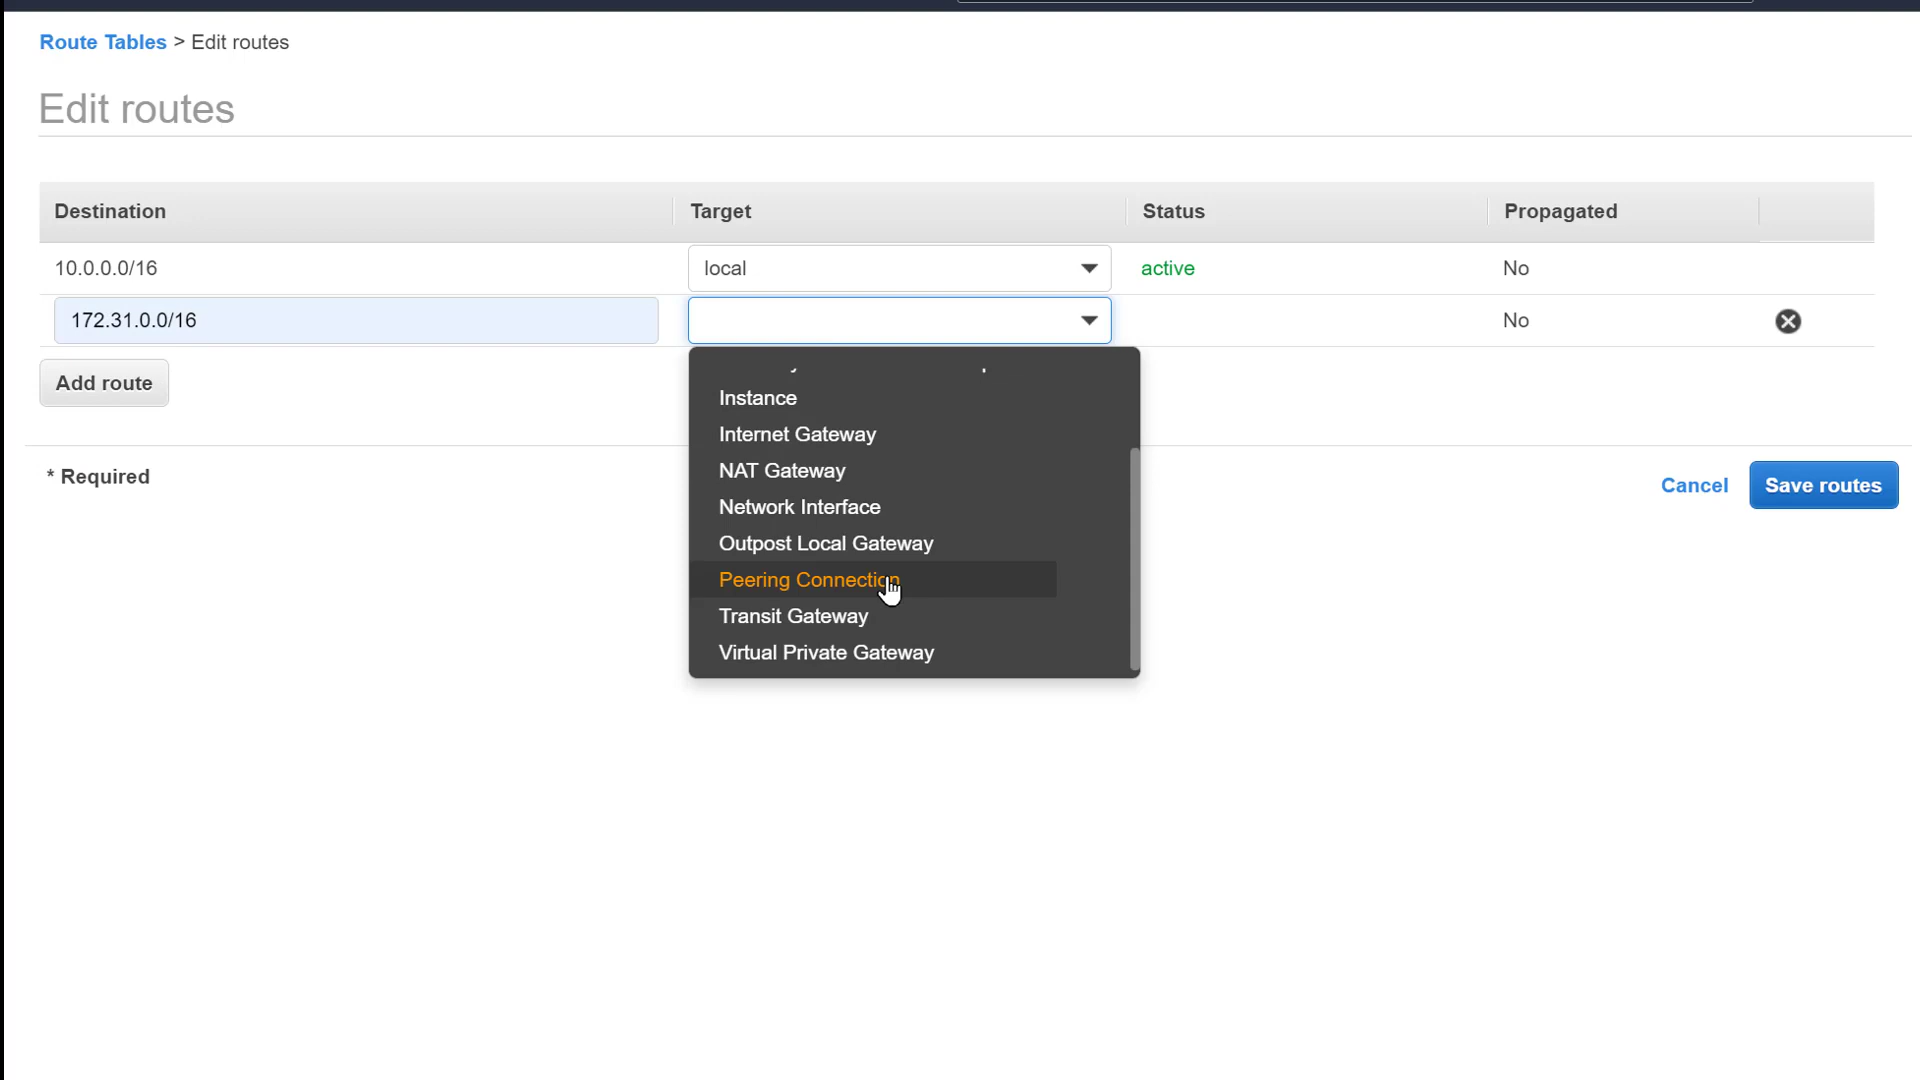 Route Tables > Edit routes
Edit routes
Destination Target Status Propagated
10.0.0.0/16 local active No
172.31.0.0/16 No
Add route
Instance
Internet Gateway
NAT Gateway
Network Interface
Outpost Local Gateway
Peering Connection
Transit Gateway
Virtual Private Gateway
* Required
Cancel Save routes